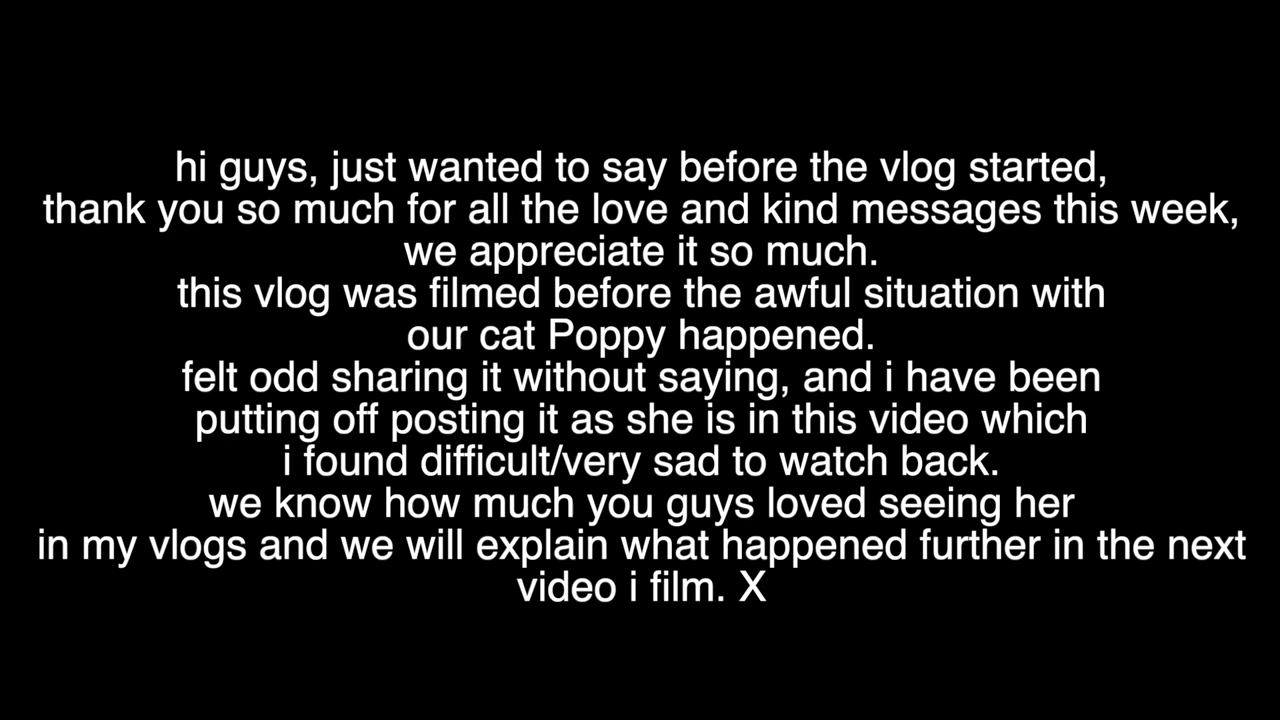 hi guys, just wanted to say before the vlog started,
thank you so much for all the love and kind messages this week,
we appreciate it so much.
this vlog was filmed before the awful situation with
our cat Poppy happened.
felt odd sharing it without saying, and i have been
putting off posting it as she is in this video which
i found difficult/very sad to watch back.
we know how much you guys loved seeing her
in my vlogs and we will explain what happened further in the next
video i film. X